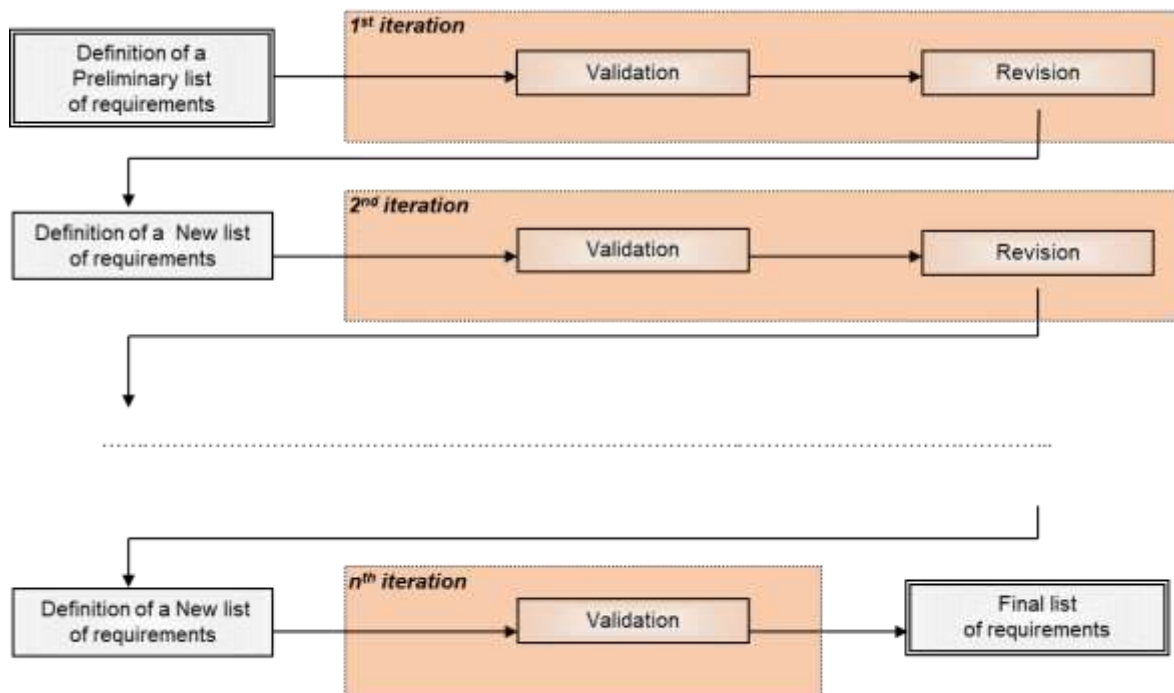 1st iteration
Definition of a
Preliminary list
of requirements
Validation
Revision
2nd iteration
Definition of a New list
of requirements
Validation
Revision
nth iteration
Definition of a New list
of requirements
Validation
Final list
of requirements